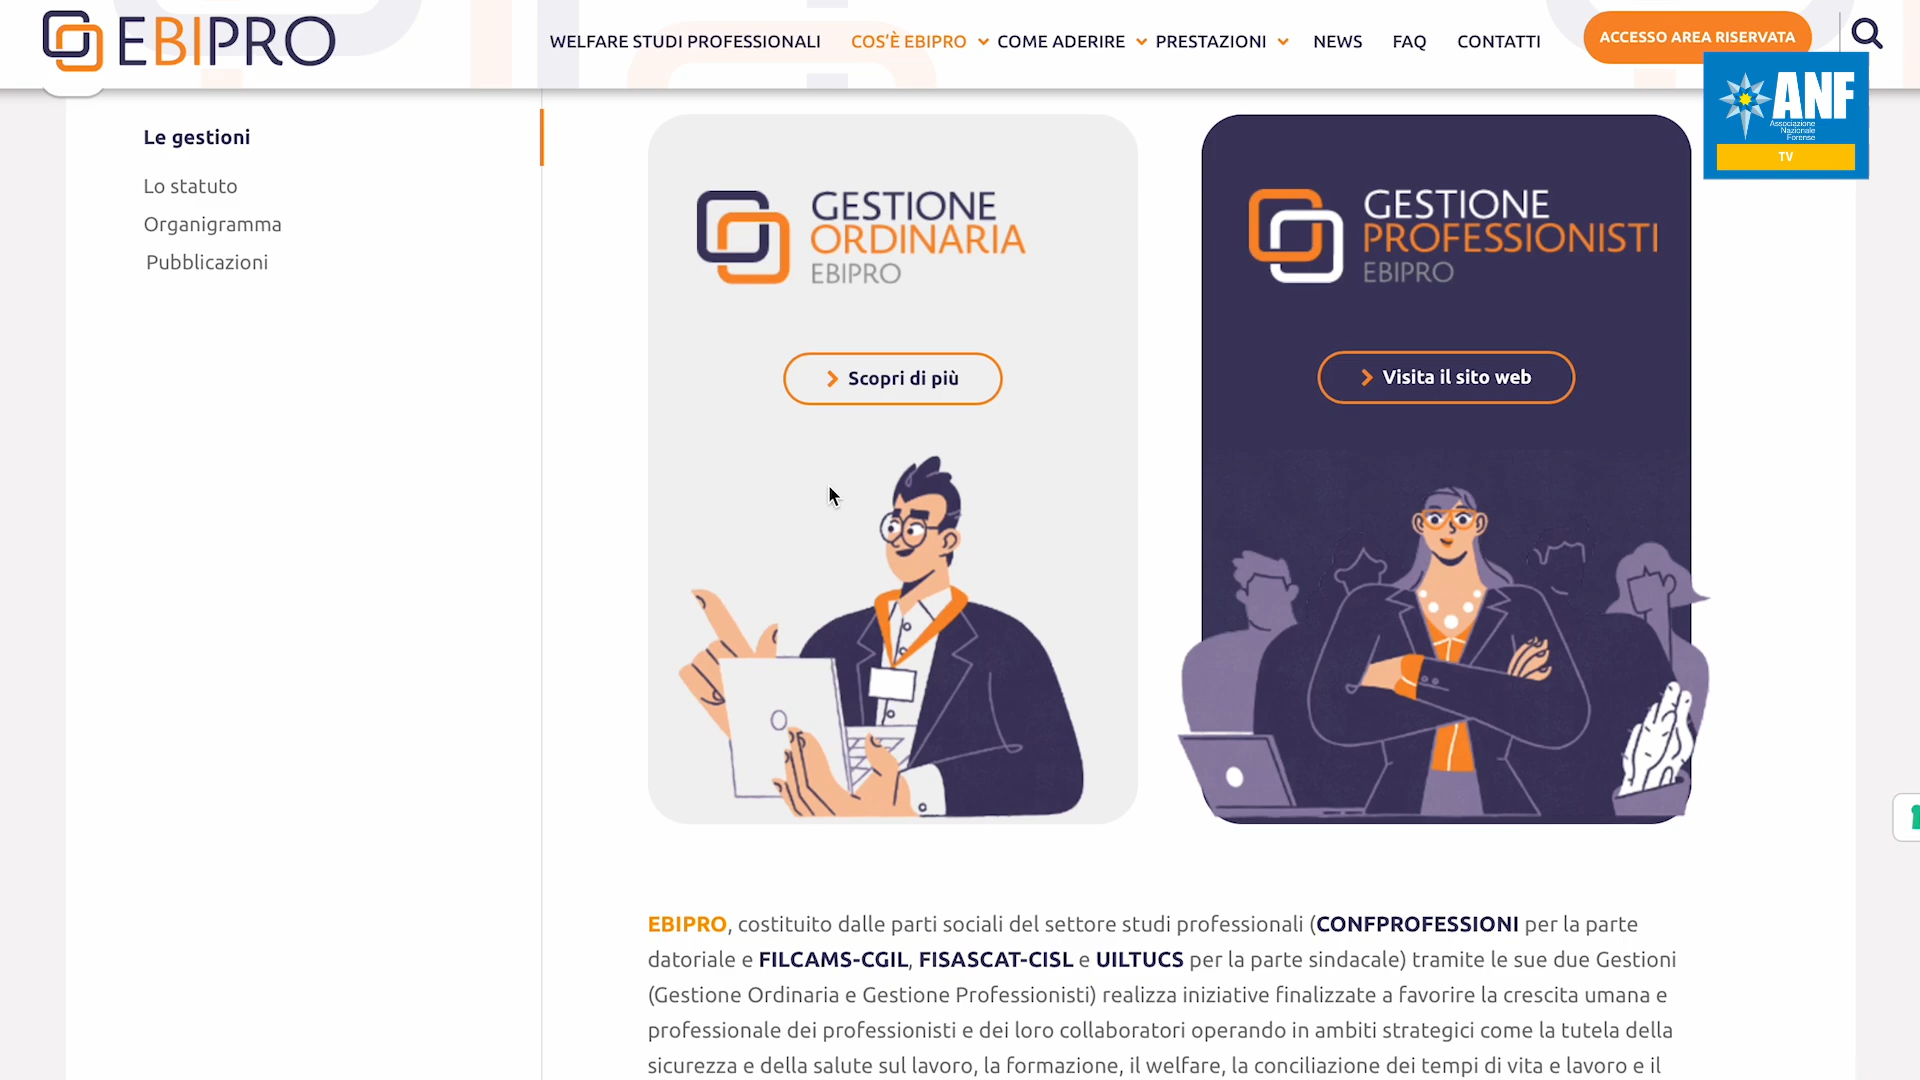 EBIPRO
WELFARE STUDI PROFESSIONALI
COS'È EBIPRO
COME ADERIRE
PRESTAZIONI
NEWS
FAQ
CONTATTI
ACCESSO AREA RISERVATA
ANF
Associazione
Nazionale
Forense
TV
Le gestioni
Lo statuto
Organigramma
Pubblicazioni
GESTIONE
ORDINARIA
EBIPRO
Scopri di più
GESTIONE
PROFESSIONISTI
EBIPRO
Visita il sito web
EBIPRO, costituito dalle parti sociali del settore studi professionali (CONFPROFESSIONI per la parte
datoriale e FILCAMS-CGIL, FISASCAT-CISL e UILTUCS per la parte sindacale) tramite le sue due Gestioni
(Gestione Ordinaria e Gestione Professionisti) realizza iniziative finalizzate a favorire la crescita umana e
professionale dei professionisti e dei loro collaboratori operando in ambiti strategici come la tutela della
sicurezza e della salute sul lavoro, la formazione, il welfare, la conciliazione dei tempi di vita e lavoro e il